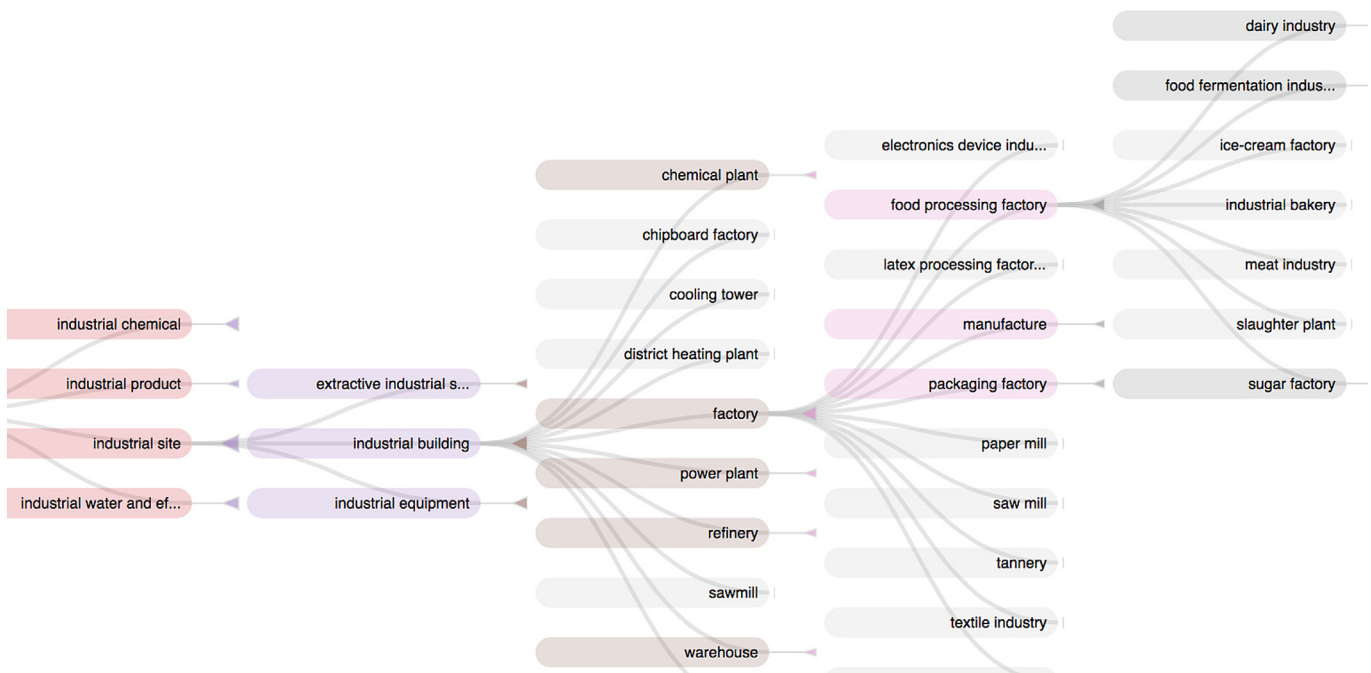 industrial chemical
industrial product
industrial site
industrial water and ef...
extractive industrial s...
industrial building
industrial equipment
chemical plant
chipboard factory
cooling tower
district heating plant
factory
power plant
refinery
sawmill
warehouse
electronics device indu...
food processing factory
latex processing factor...
manufacture
packaging factory
paper mill
saw mill
tannery
textile industry
dairy industry
food fermentation indus...
ice-cream factory
industrial bakery
meat industry
slaughter plant
sugar factory